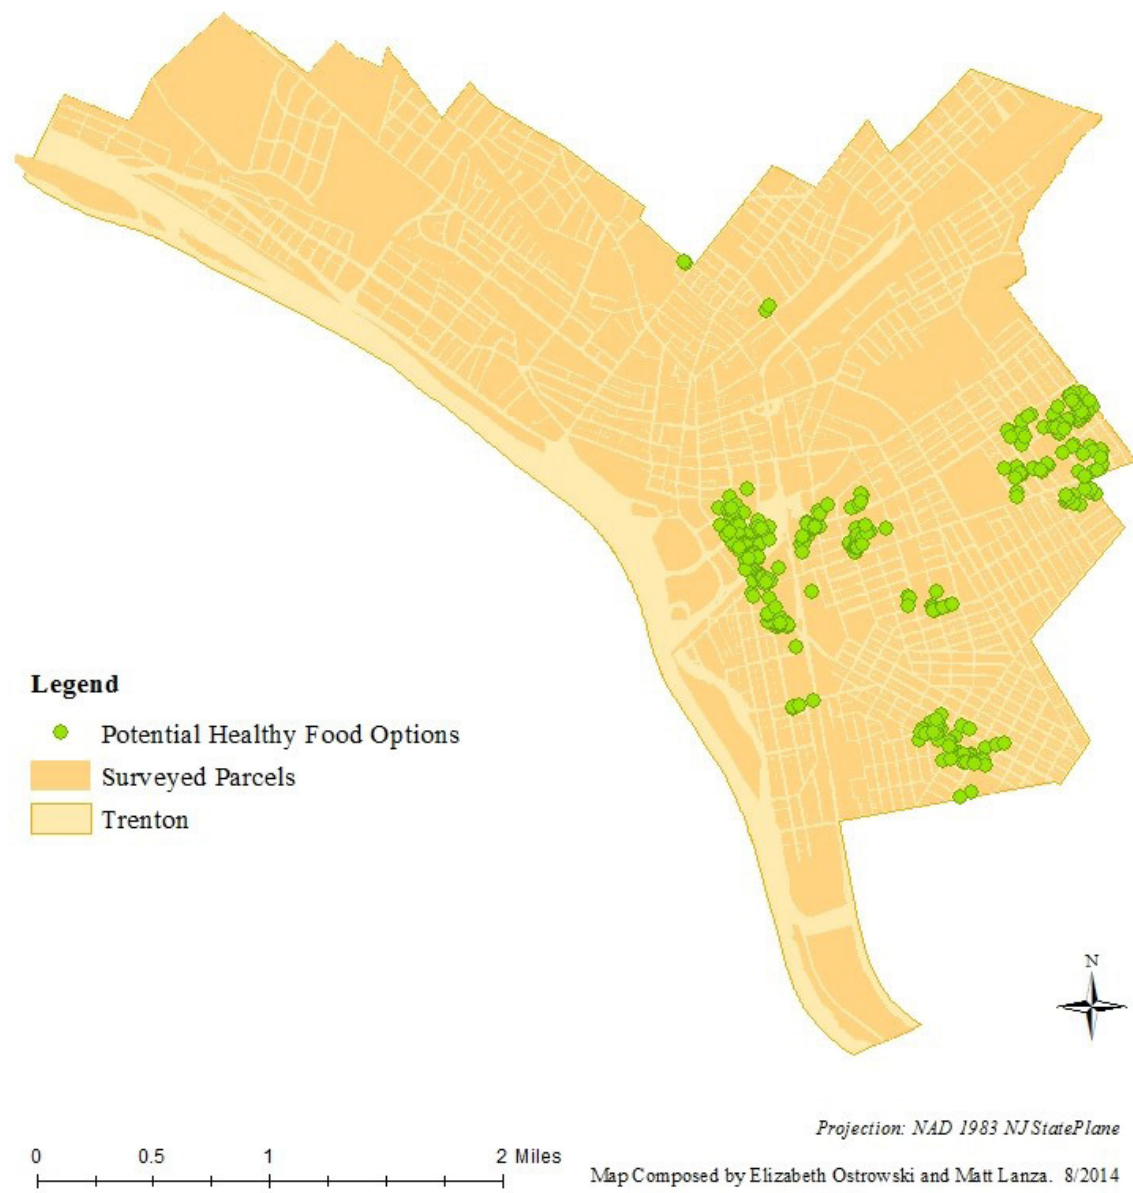 Legend
Potential Healthy Food Options
Surveyed Parcels
Trenton
N
Projection: NAD 1983 NJ StatePlane
0 0.5 1 2 Miles
Map Composed by Elizabeth Ostrowski and Matt Lanza. 8/2014